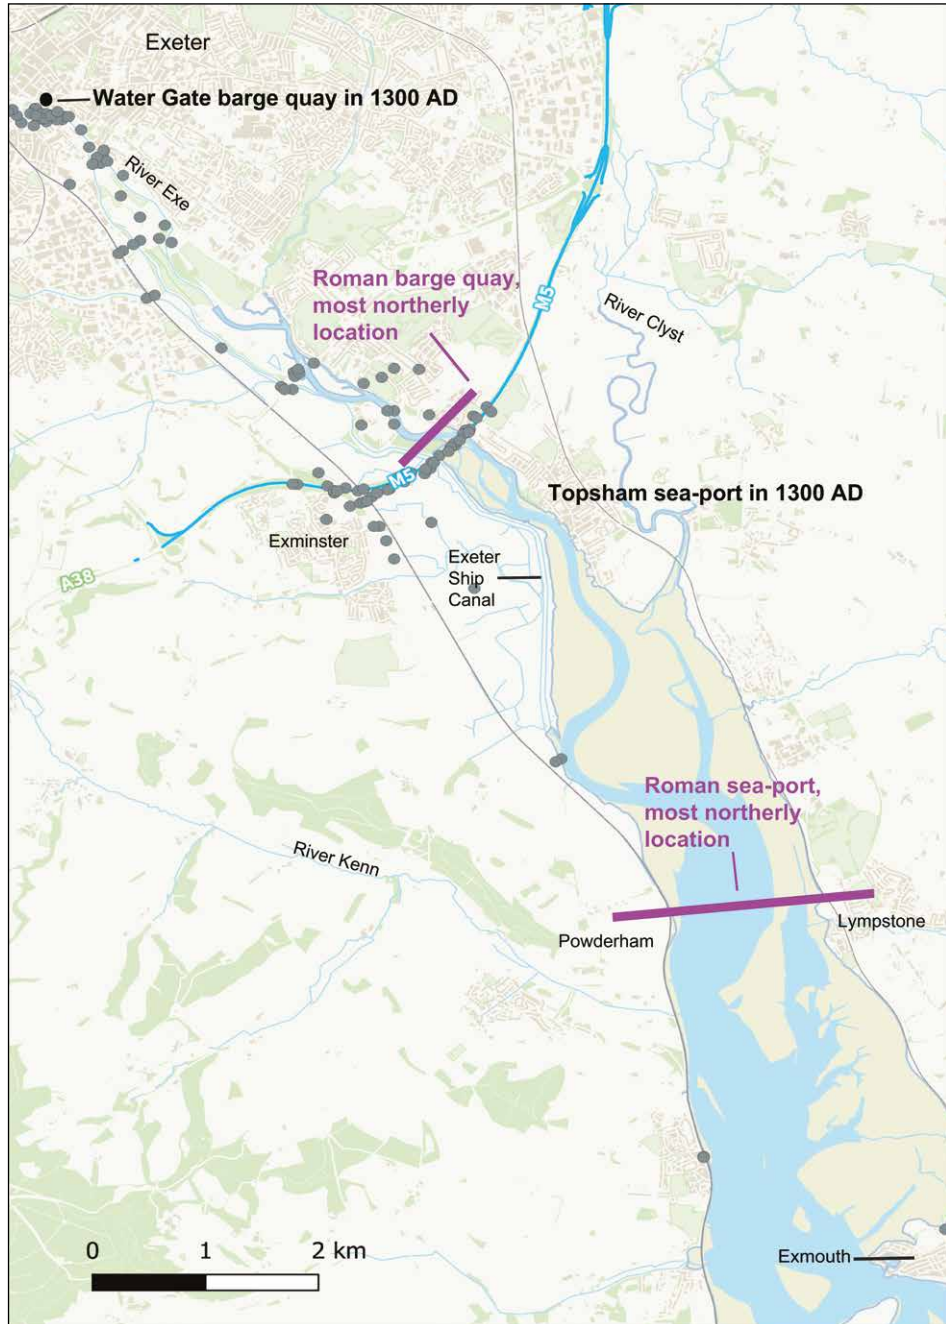 Exeter
Water Gate barge quay in 1300 AD
River Exe
Roman barge quay,
most northerly
location
M5
River Clyst
M5
Topsham sea-port in 1300 AD
Exminster
A38
Exeter
Ship
Canal
Roman sea-port,
most northerly
location
River Kenn
Powderham
Lympstone
0 1 2 km
Exmouth